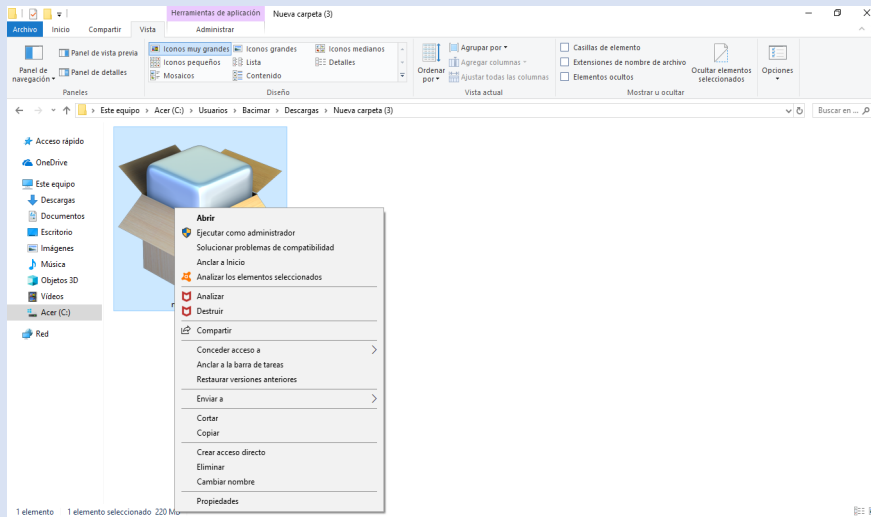 Herramientas de aplicación Nueva carpeta (3)
Archivo Inicio Compartir Vista Administrar
Panel de navegación
Panel de vista previa
Panel de detalles
Paneles
Iconos muy grandes Iconos grandes Iconos medianos
Iconos pequeños Lista Detalles
Mosaicos Contenido
Diseño
Ordenar por
Agrupar por
Agregar columnas
Ajustar todas las columnas
Vista actual
Casillas de elemento
Extensiones de nombre de archivo
Elementos ocultos
Ocultar elementos seleccionados
Mostrar u ocultar
Opciones
Este equipo > Acer (C:) > Usuarios > Bacimar > Descargas > Nueva carpeta (3)
Buscar en ...
Acceso rápido
OneDrive
Este equipo
Descargas
Documentos
Escritorio
Imágenes
Música
Objetos 3D
Vídeos
Acer (C:)
Red
Abrir
Ejecutar como administrador
Solucionar problemas de compatibilidad
Anclar a Inicio
Analizar los elementos seleccionados
Analizar
Destruir
Compartir
Conceder acceso a
Anclar a la barra de tareas
Restaurar versiones anteriores
Enviar a
Cortar
Copiar
Crear acceso directo
Eliminar
Cambiar nombre
Propiedades
1 elemento 1 elemento seleccionado 220